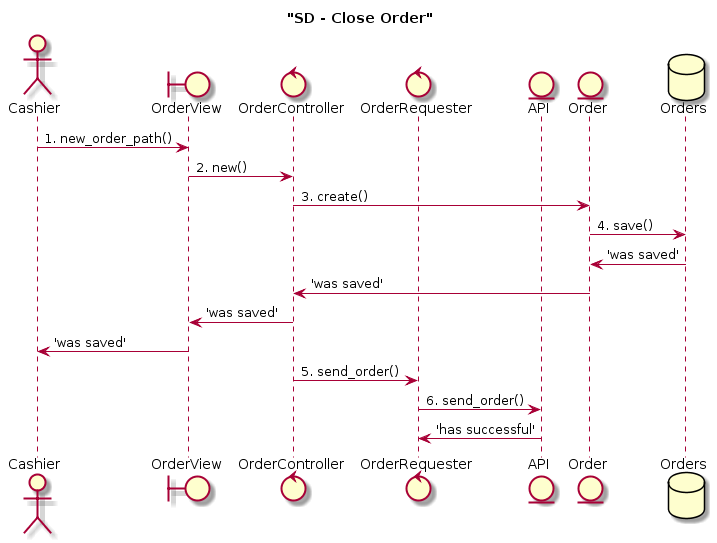 "SD - Close Order"
Cashier OrderView OrderController OrderRequester API Order Orders
1. new_order_path()
2. new()
3. create()
4. save()
'was saved'
'was saved'
'was saved'
'was saved'
5. send_order()
6. send_order()
'has successful'
Cashier OrderView OrderController OrderRequester API Order Orders